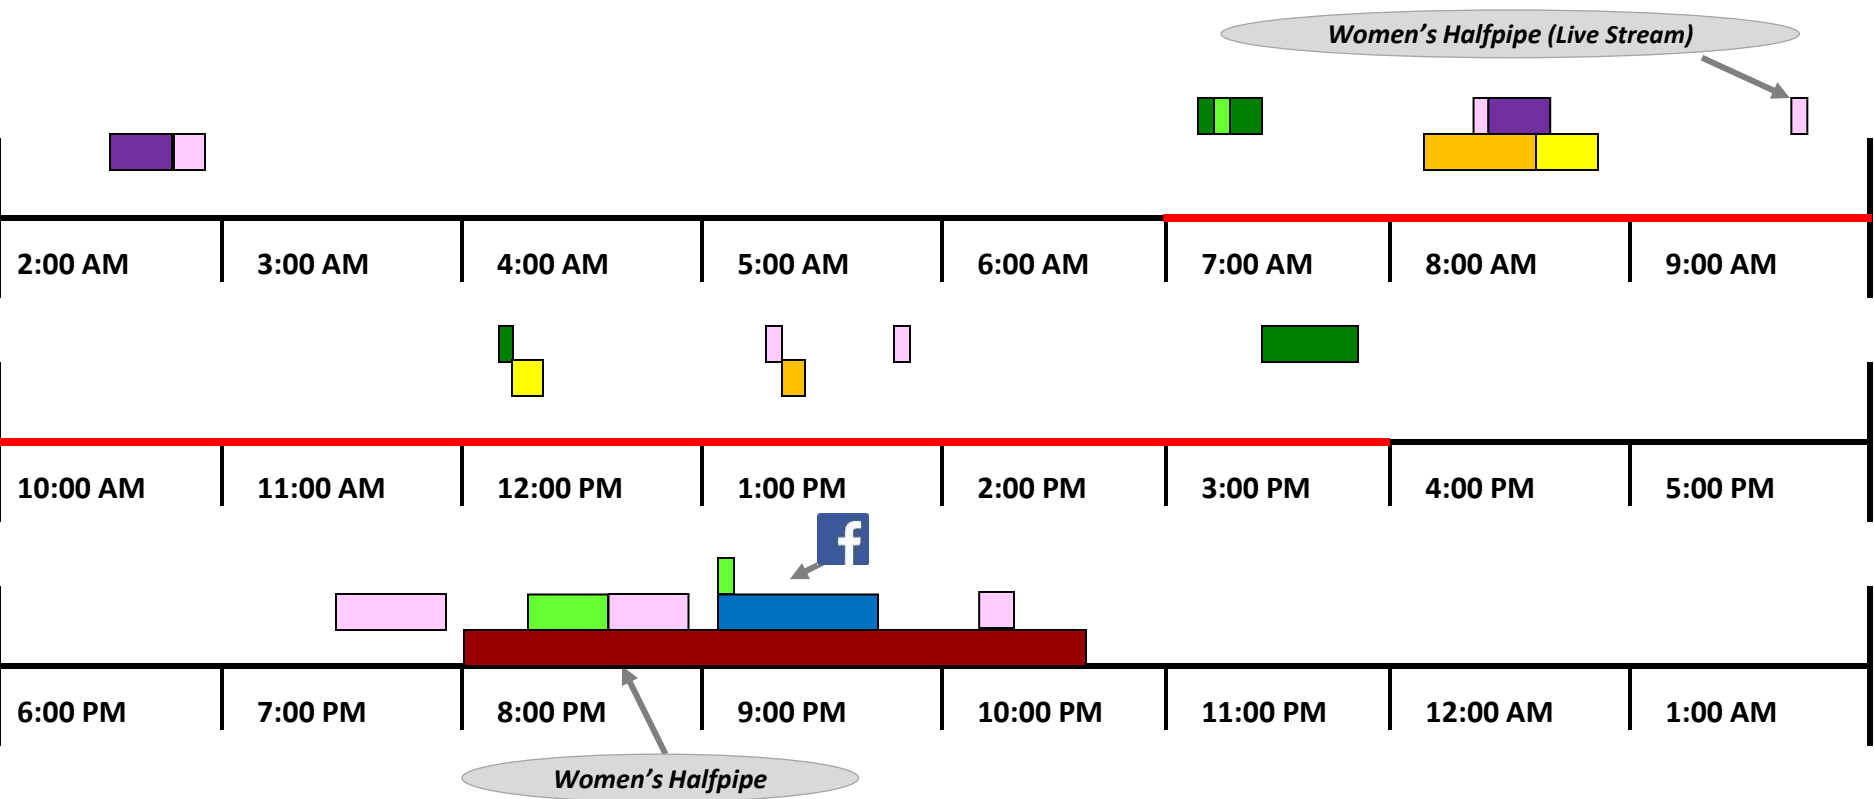 Women's Halfpipe (Live Stream)
2:00 AM 3:00 AM 4:00 AM 5:00 AM 6:00 AM 7:00 AM 8:00 AM 9:00 AM
10:00 AM 11:00 AM 12:00 PM 1:00 PM 2:00 PM 3:00 PM 4:00 PM 5:00 PM
f
6:00 PM 7:00 PM 8:00 PM 9:00 PM 10:00 PM 11:00 PM 12:00 AM 1:00 AM
Women's Halfpipe